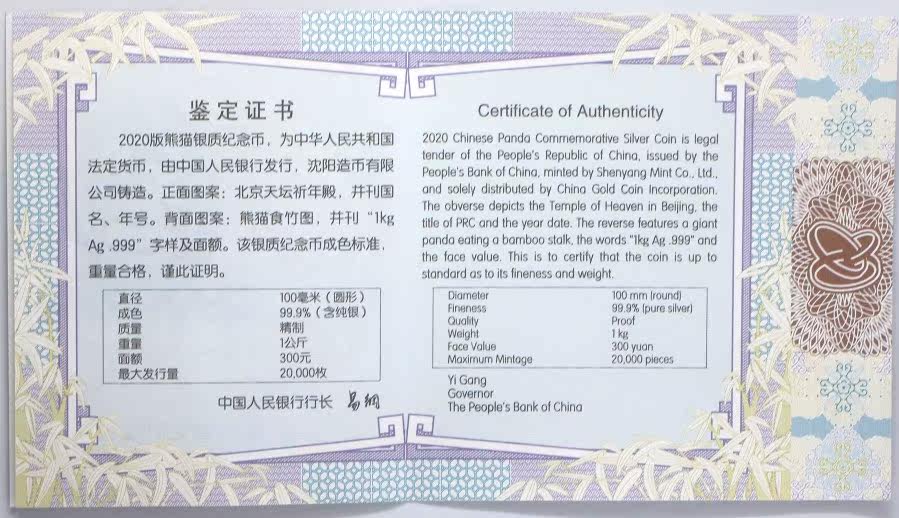 鉴定证书
2020版熊猫银质纪念币，为中华人民共和国
法定货币，由中国人民银行发行，沈阳造币有限
公司铸造。正面图案：北京天坛祈年殿，并刊国
名、年号。背面图案：熊猫食竹图，并刊“1kg
Ag .999”字样及面额。该银质纪念币成色标准，
重量合格，谨此证明。
直径 100毫米（圆形）
成色 99.9%（含纯银）
质量 精制
重量 1公斤
面额 300元
最大发行量 20,000枚
中国人民银行行长 易纲
Certificate of Authenticity
2020 Chinese Panda Commemorative Silver Coin is legal
tender of the People's Republic of China, issued by the
People's Bank of China, minted by Shenyang Mint Co., Ltd.,
and solely distributed by China Gold Coin Incorporation.
The obverse depicts the Temple of Heaven in Beijing, the
title of PRC and the year date. The reverse features a giant
panda eating a bamboo stalk, the words "1kg Ag .999" and
the face value. This is to certify that the coin is up to
standard as to its fineness and weight.
Diameter 100 mm (round)
Fineness 99.9% (pure silver)
Quality Proof
Weight 1 kg
Face Value 300 yuan
Maximum Mintage 20,000 pieces
Yi Gang
Governor
The People's Bank of China